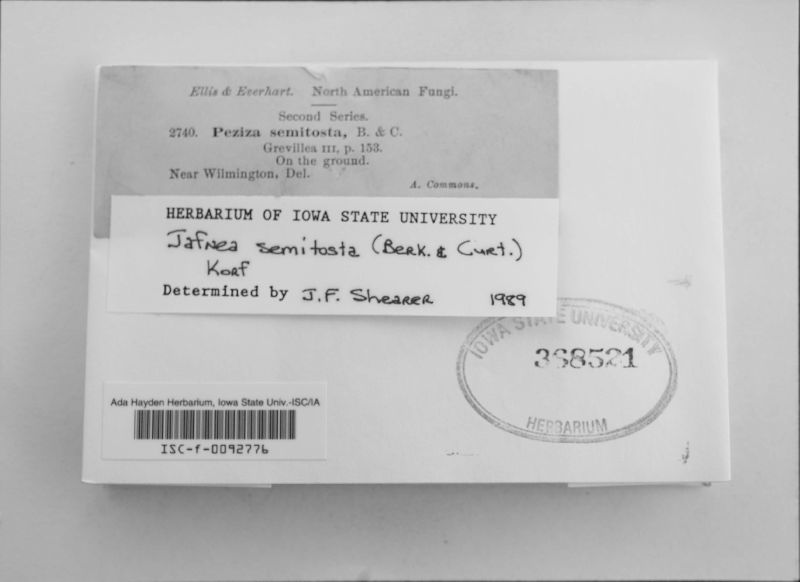 Ellis & Everhart. North American Fungi.
Second Series.
2740. Peziza semitosta, B. & C.
Grevillea III, p. 153.
On the ground.
Near Wilmington, Del.
A. Commons.
HERBARIUM OF IOWA STATE UNIVERSITY
Jafnea semitosta (Berk. & Curt.)
Korf
Determined by J.F. Shearer 1989
IOWA STATE UNIVERSITY
368521
HERBARIUM
Ada Hayden Herbarium, Iowa State Univ.-ISC/IA
ISC-f-0092776